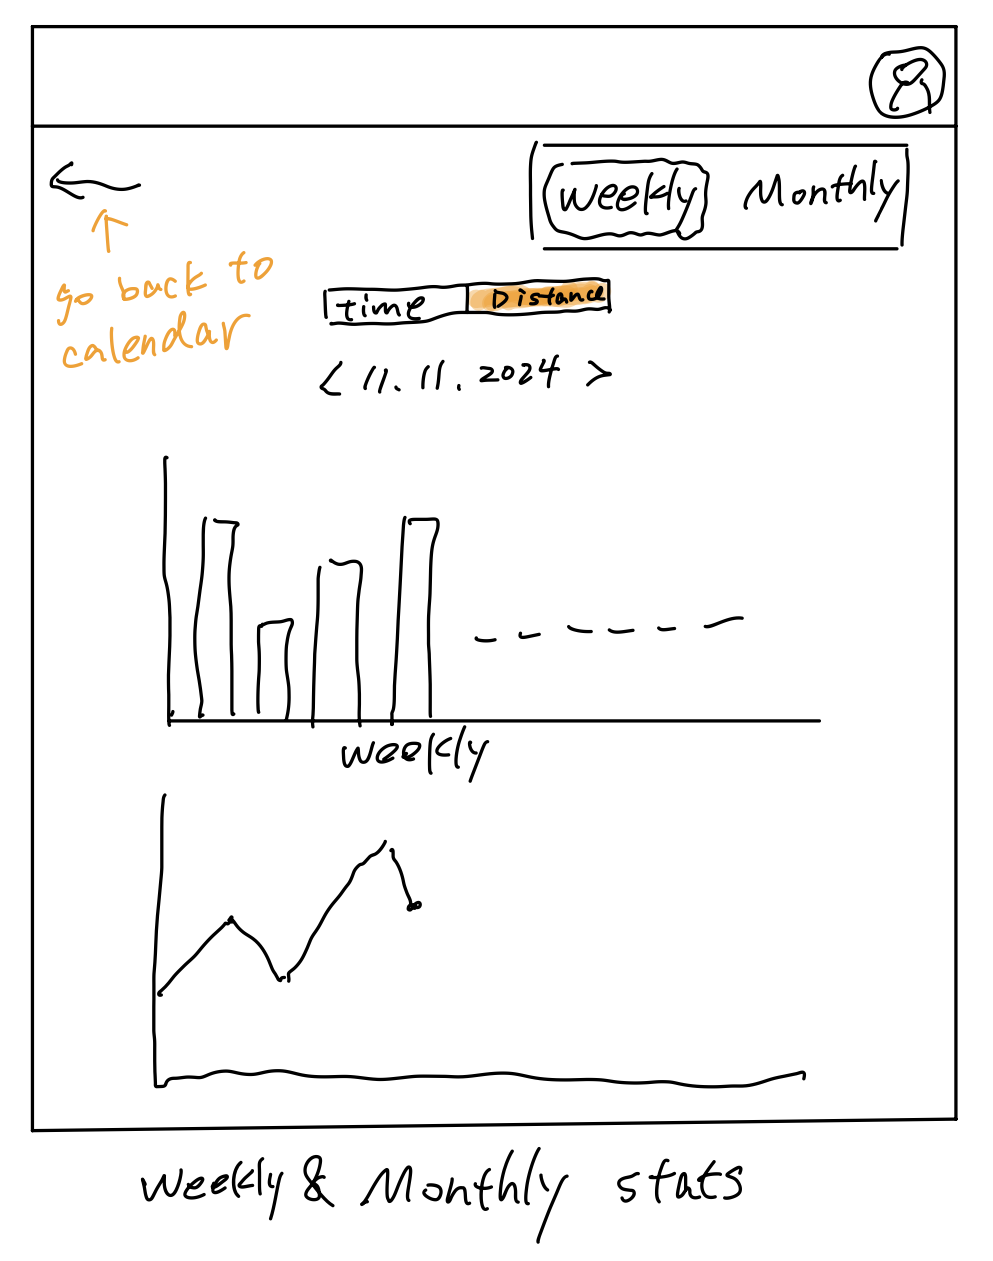 weekly Monthly
go back to
calendar
time Distance
< 11.11.2024 >
weekly
weekly & Monthly stats